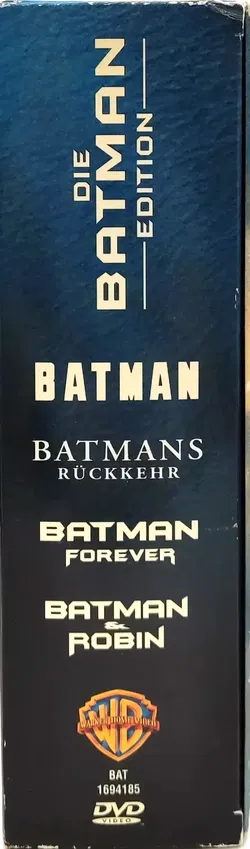 DIE
BATMAN
EDITION
BATMAN
BATMANS
RÜCKKEHR
BATMAN
FOREVER
BATMAN
&
ROBIN
WB
WARNER HOME VIDEO
BAT
1694185
DVD
VIDEO